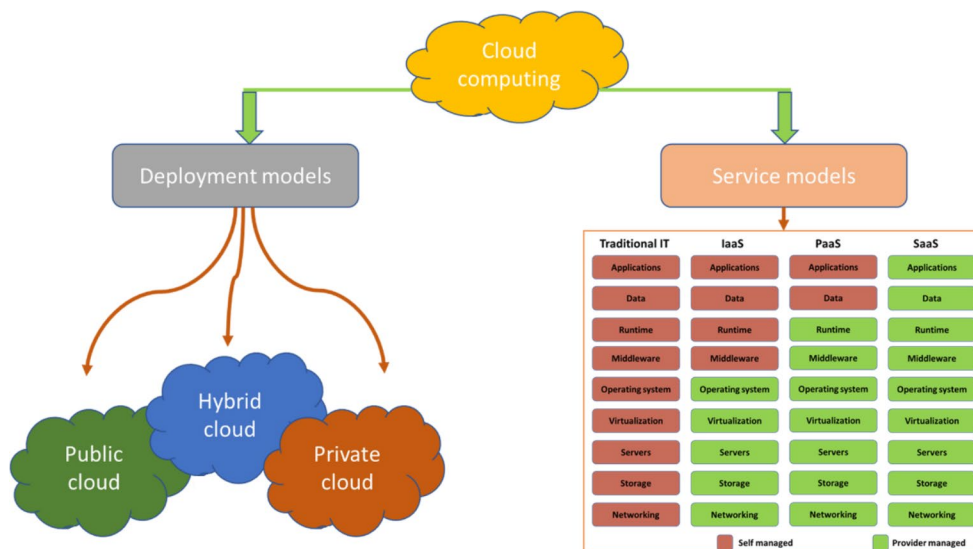 Cloud
computing
Deployment models
Service models
Hybrid
cloud
Public
cloud
Private
cloud
Traditional IT IaaS PaaS SaaS
Applications Applications Applications Applications
Data Data Data Data
Runtime Runtime Runtime Runtime
Middleware Middleware Middleware Middleware
Operating system Operating system Operating system Operating system
Virtualization Virtualization Virtualization Virtualization
Servers Servers Servers Servers
Storage Storage Storage Storage
Networking Networking Networking Networking
Self managed Provider managed